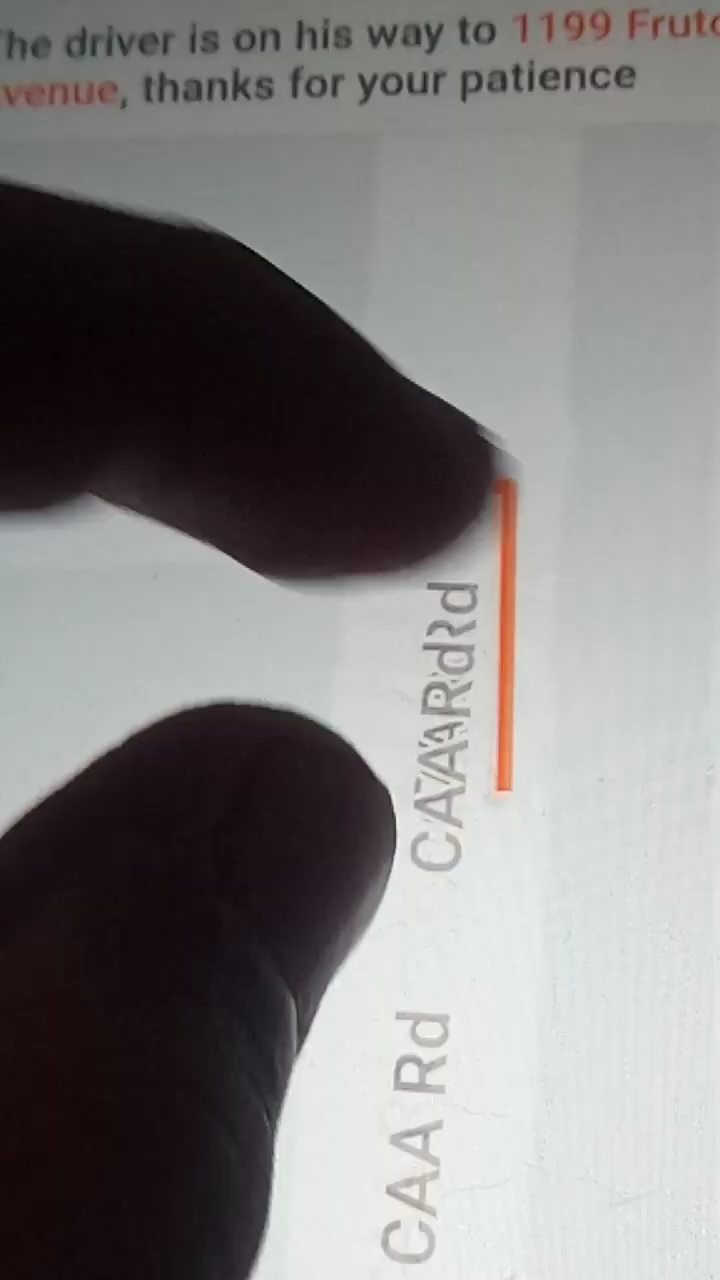 he driver is on his way to 1199 Frut
venue, thanks for your patience
CAA Rd